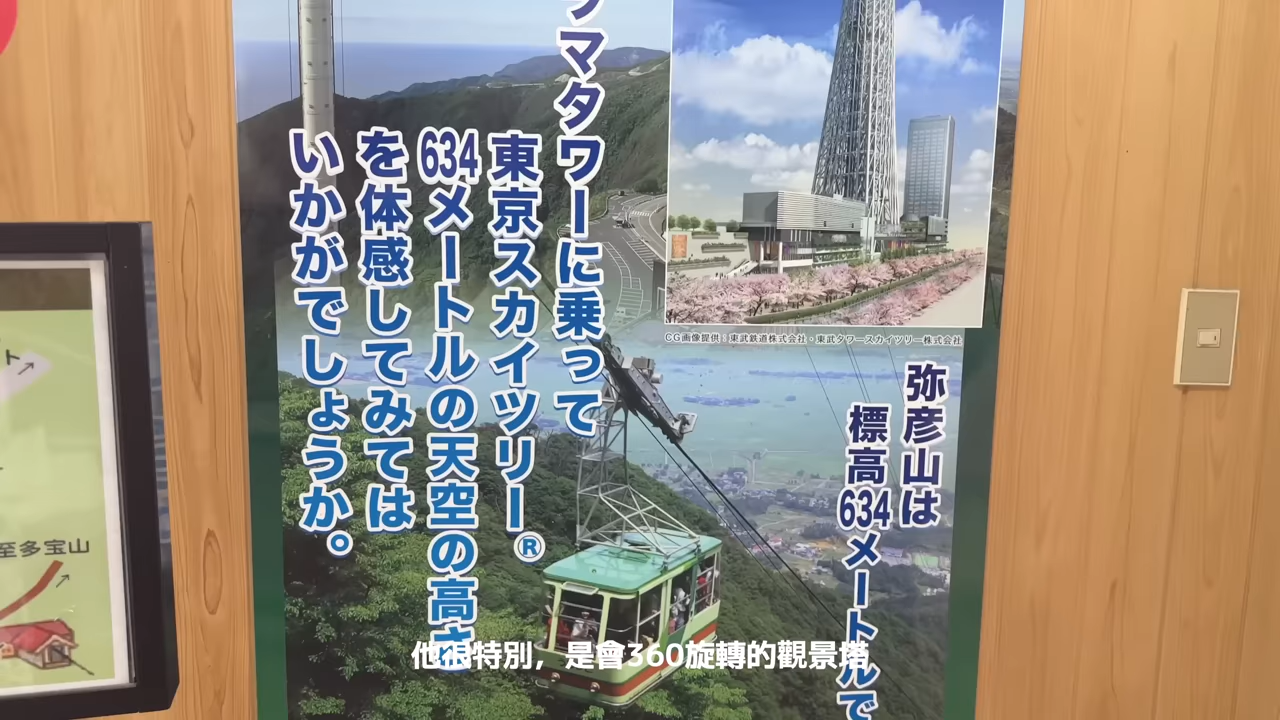 弥彦山は
標高634メートルで
CG画像提供：東武鉄道株式会社・東武タワースカイツリー株式会社
マタワーに乗って
東京スカイツリー®
634メートルの天空の高さ
を体感してみては
いかがでしょうか。
至多宝山
他很特別，是會360旋轉的觀景塔